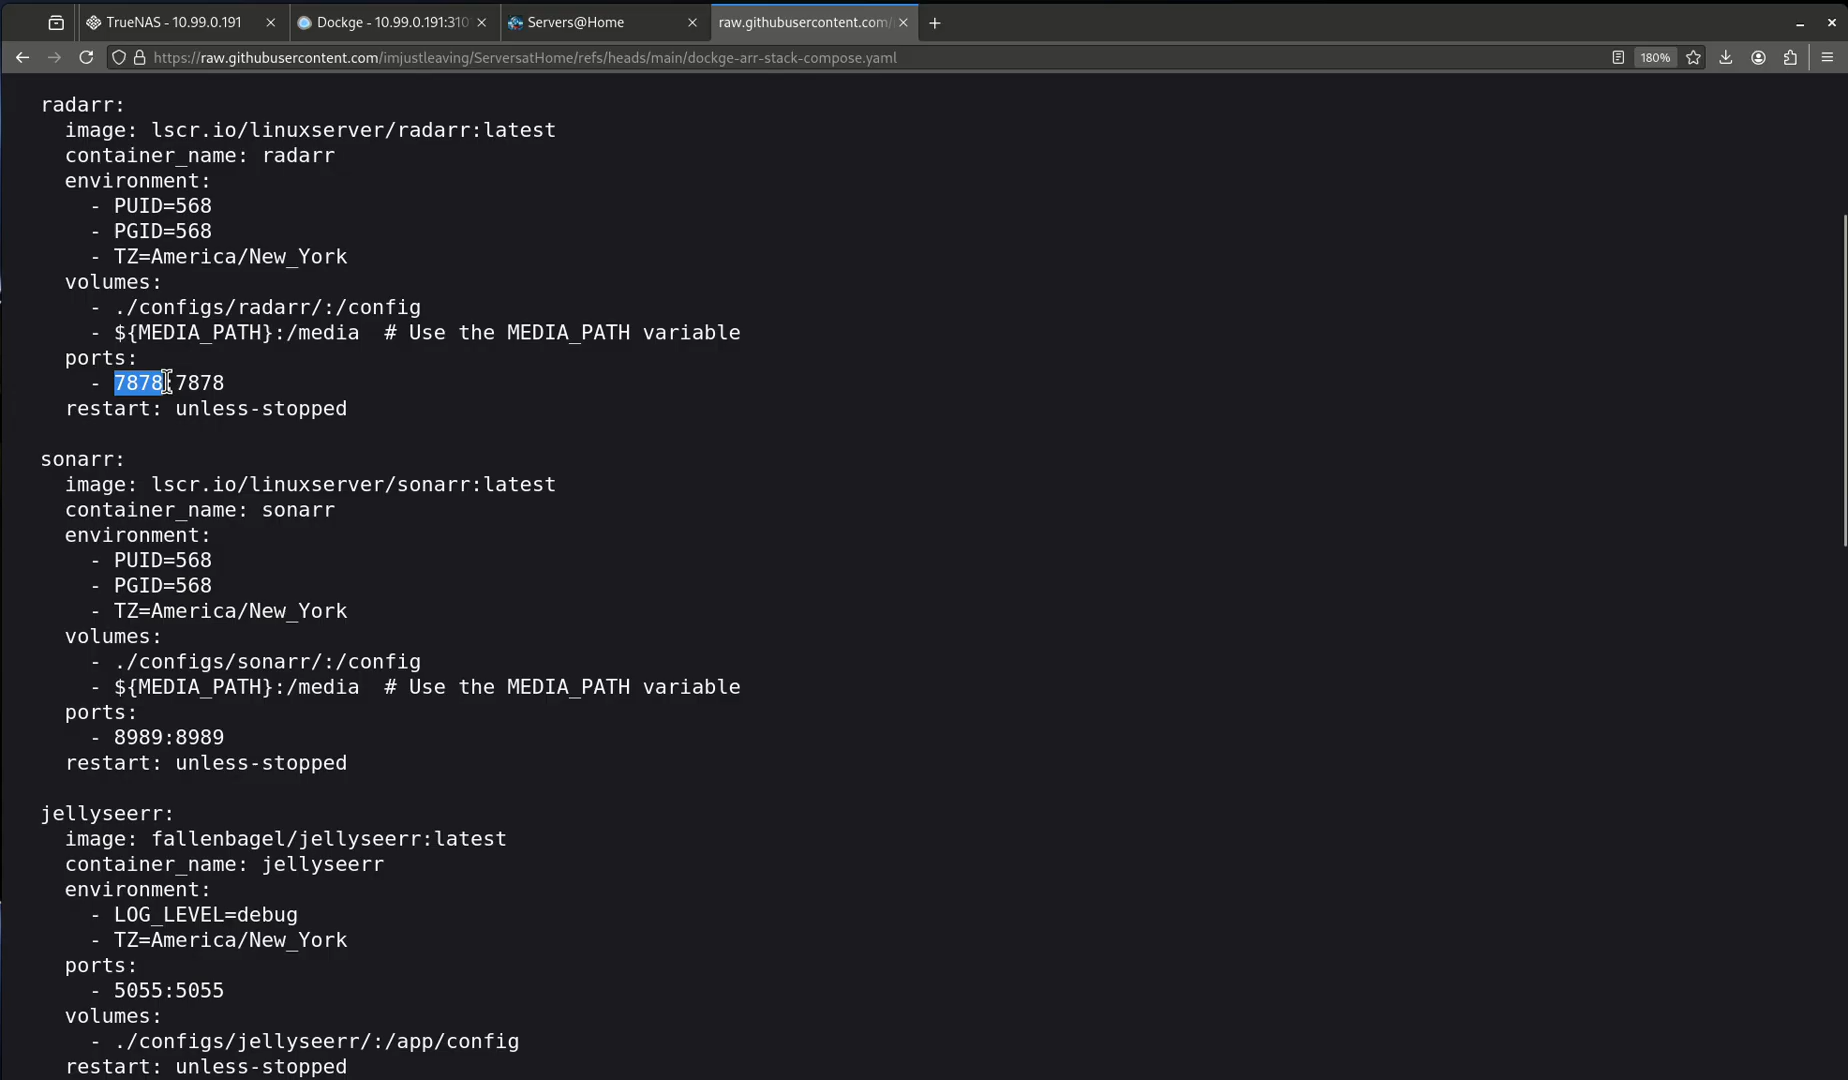 TrueNAS - 10.99.0.191
Dockge - 10.99.0.191:310
Servers@Home
raw.githubusercontent.com/
https://raw.githubusercontent.com/imjustleaving/ServersatHome/refs/heads/main/dockge-arr-stack-compose.yaml
180%
radarr:
image: lscr.io/linuxserver/radarr:latest
container_name: radarr
environment:
- PUID=568
- PGID=568
- TZ=America/New_York
volumes:
- ./configs/radarr/:/config
- ${MEDIA_PATH}:/media  # Use the MEDIA_PATH variable
ports:
- 7878:7878
restart: unless-stopped
sonarr:
image: lscr.io/linuxserver/sonarr:latest
container_name: sonarr
environment:
- PUID=568
- PGID=568
- TZ=America/New_York
volumes:
- ./configs/sonarr/:/config
- ${MEDIA_PATH}:/media  # Use the MEDIA_PATH variable
ports:
- 8989:8989
restart: unless-stopped
jellyseerr:
image: fallenbagel/jellyseerr:latest
container_name: jellyseerr
environment:
- LOG_LEVEL=debug
- TZ=America/New_York
ports:
- 5055:5055
volumes:
- ./configs/jellyseerr/:/app/config
restart: unless-stopped